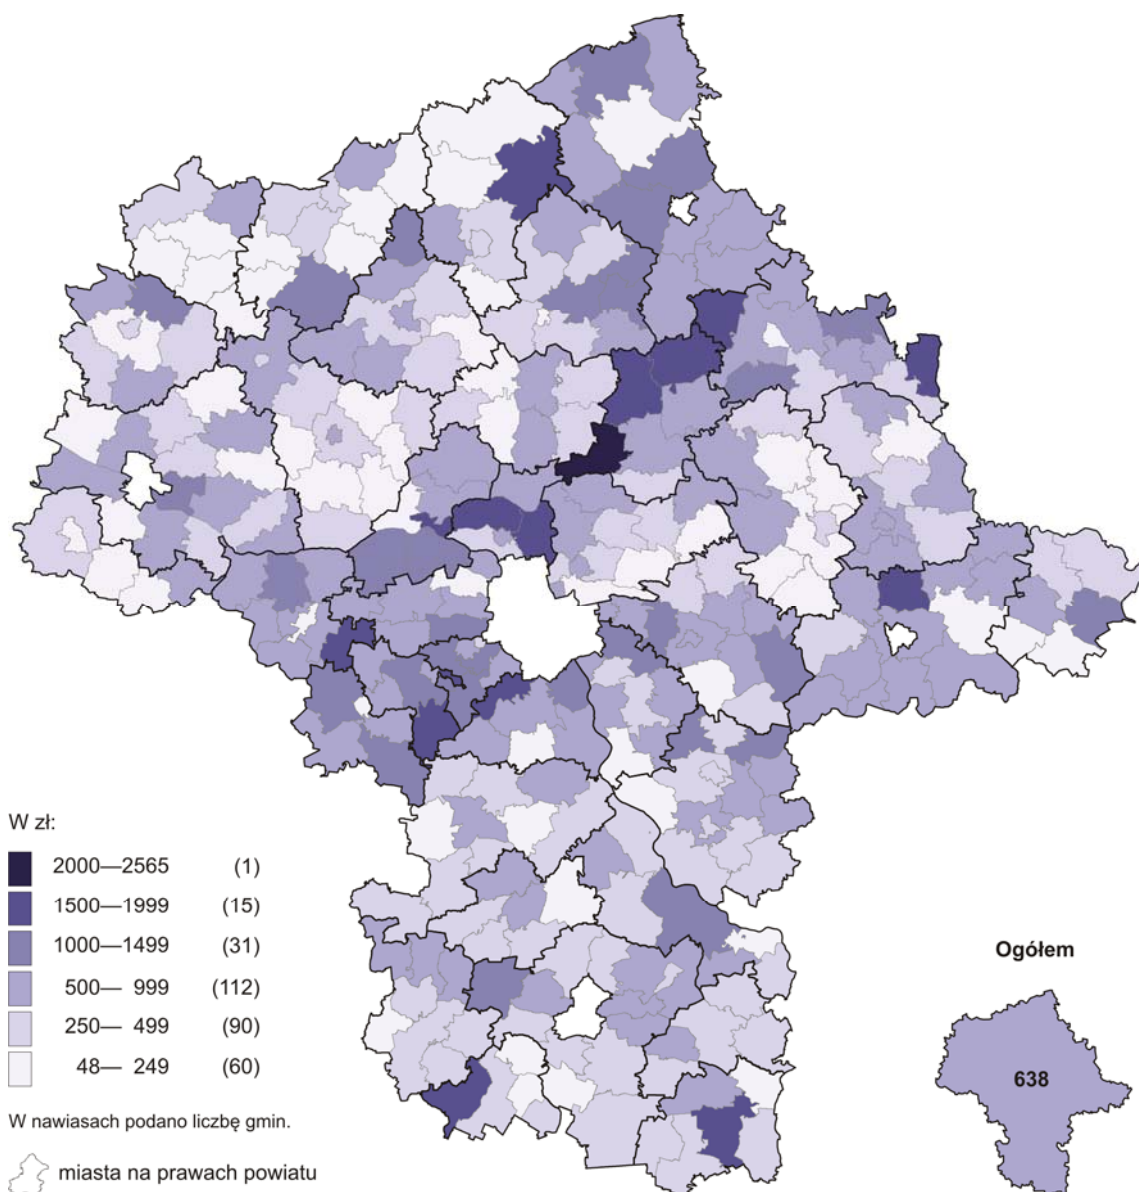 W zł:
2000—2565 (1)
1500—1999 (15)
1000—1499 (31)
500— 999 (112)
250— 499 (90)
48— 249 (60)
W nawiasach podano liczbę gmin.
miasta na prawach powiatu
Ogółem
638